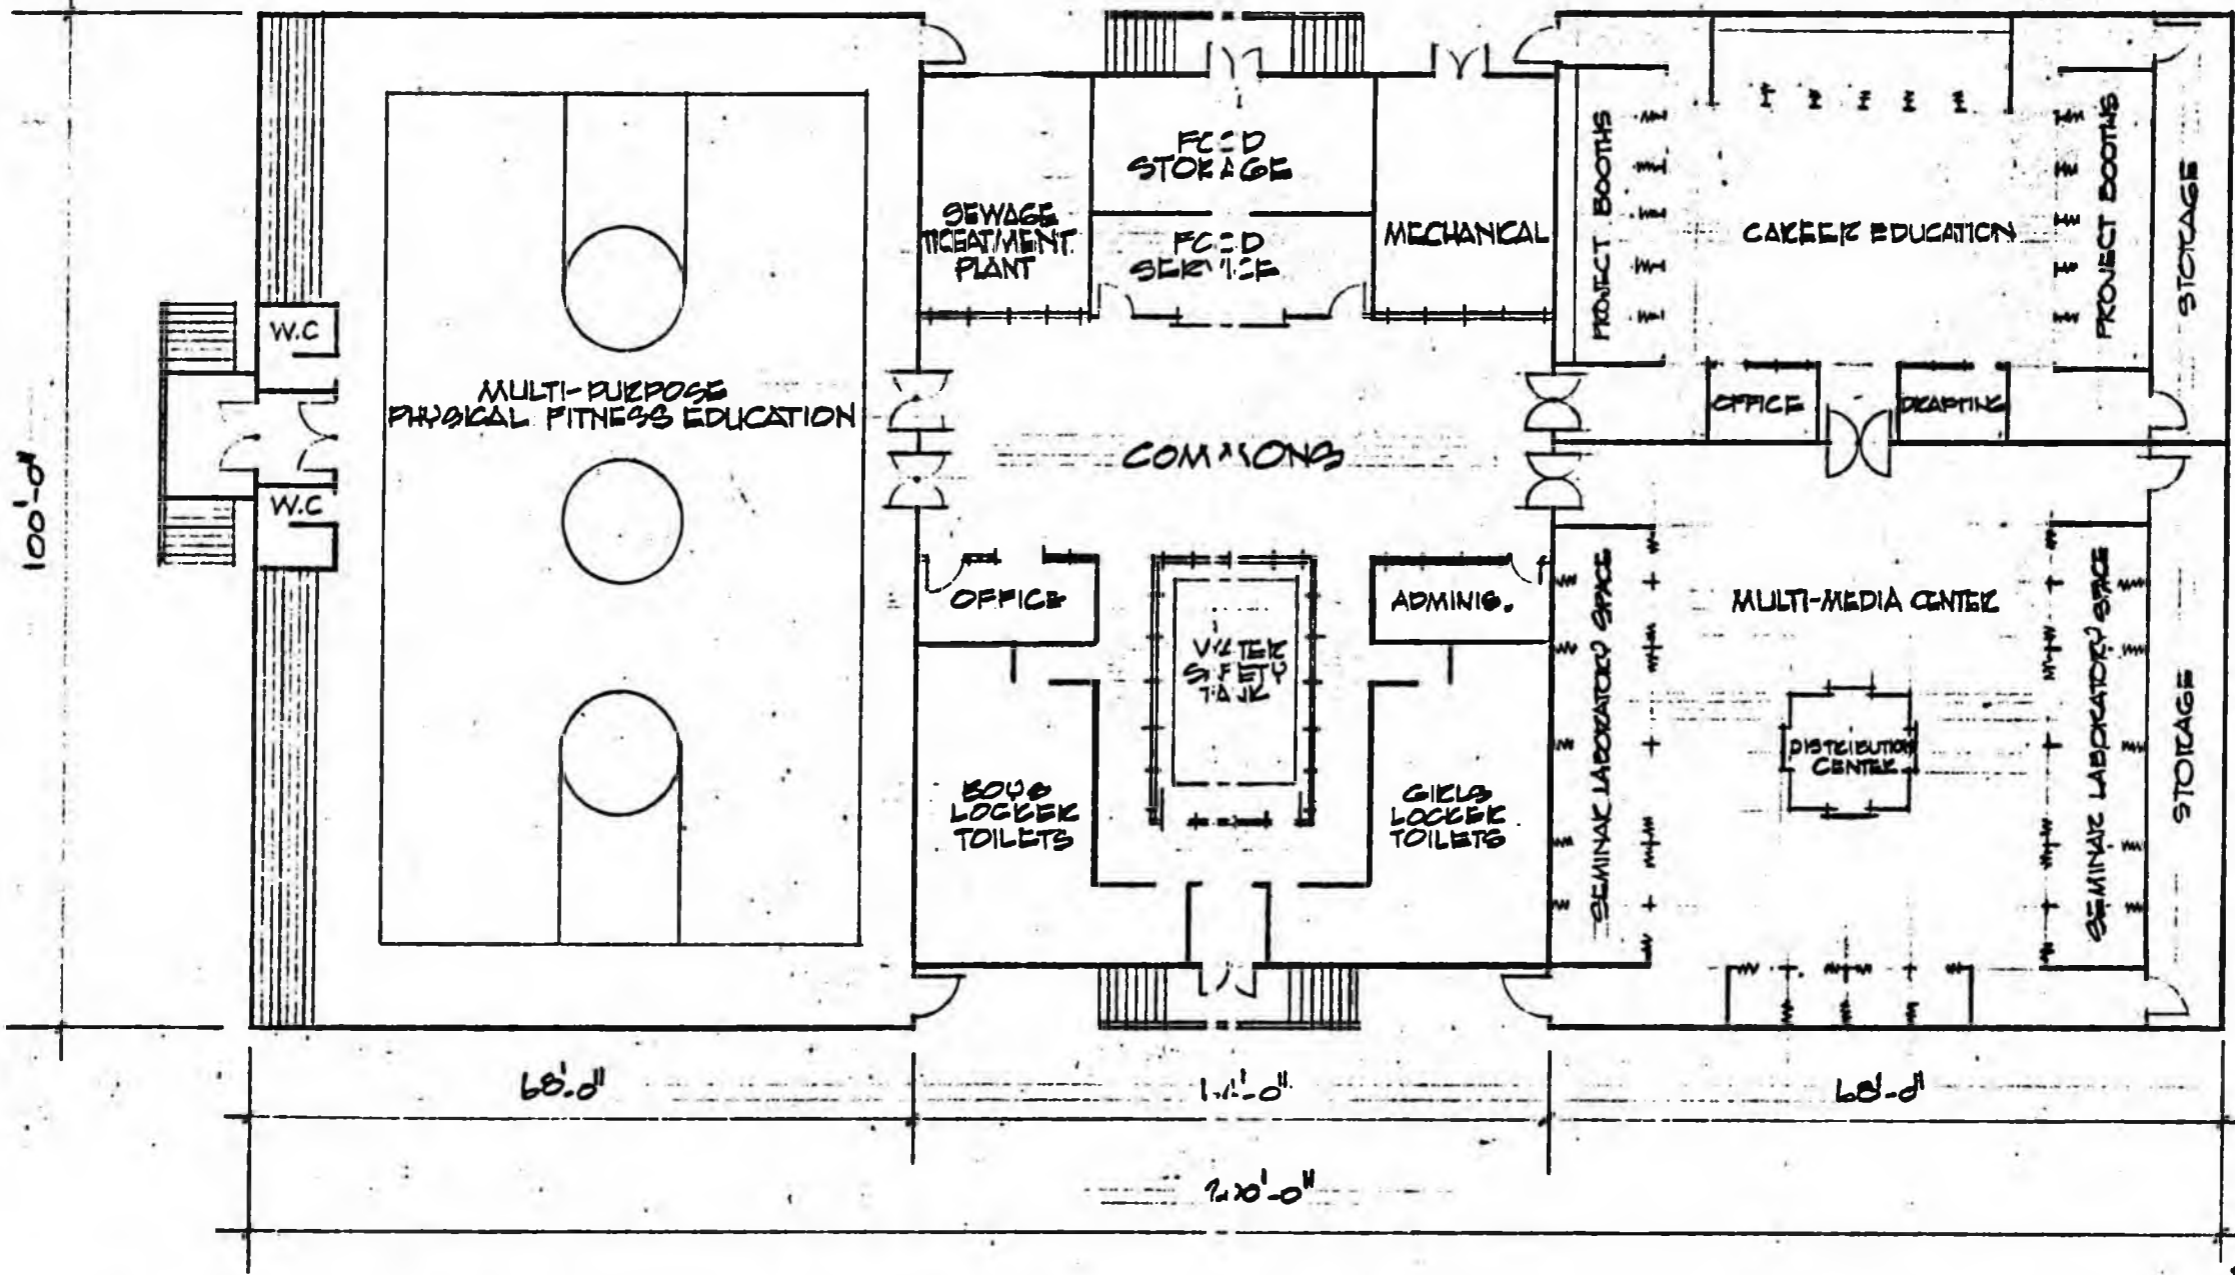 W.C
MULTI-PURPOSE
PHYSICAL FITNESS EDUCATION
W.C
SEWAGE
TREATMENT
PLANT
FOOD
STORAGE
FOOD
SERVICE
MECHANICAL
COMMONS
OFFICE
WATER
SAFETY
TANK
ADMINIS.
BOYS
LOCKER
TOILETS
GIRLS
LOCKER
TOILETS
PROJECT BOOTHS
CAREER EDUCATION
PROJECT BOOTHS
STORAGE
OFFICE
DRAFTING
SEMINAR LABORATORY SPACE
MULTI-MEDIA CENTER
DISTRIBUTION
CENTER
SEMINAR LABORATORY SPACE
STORAGE
100'-0"
68'-0"
68'-0"